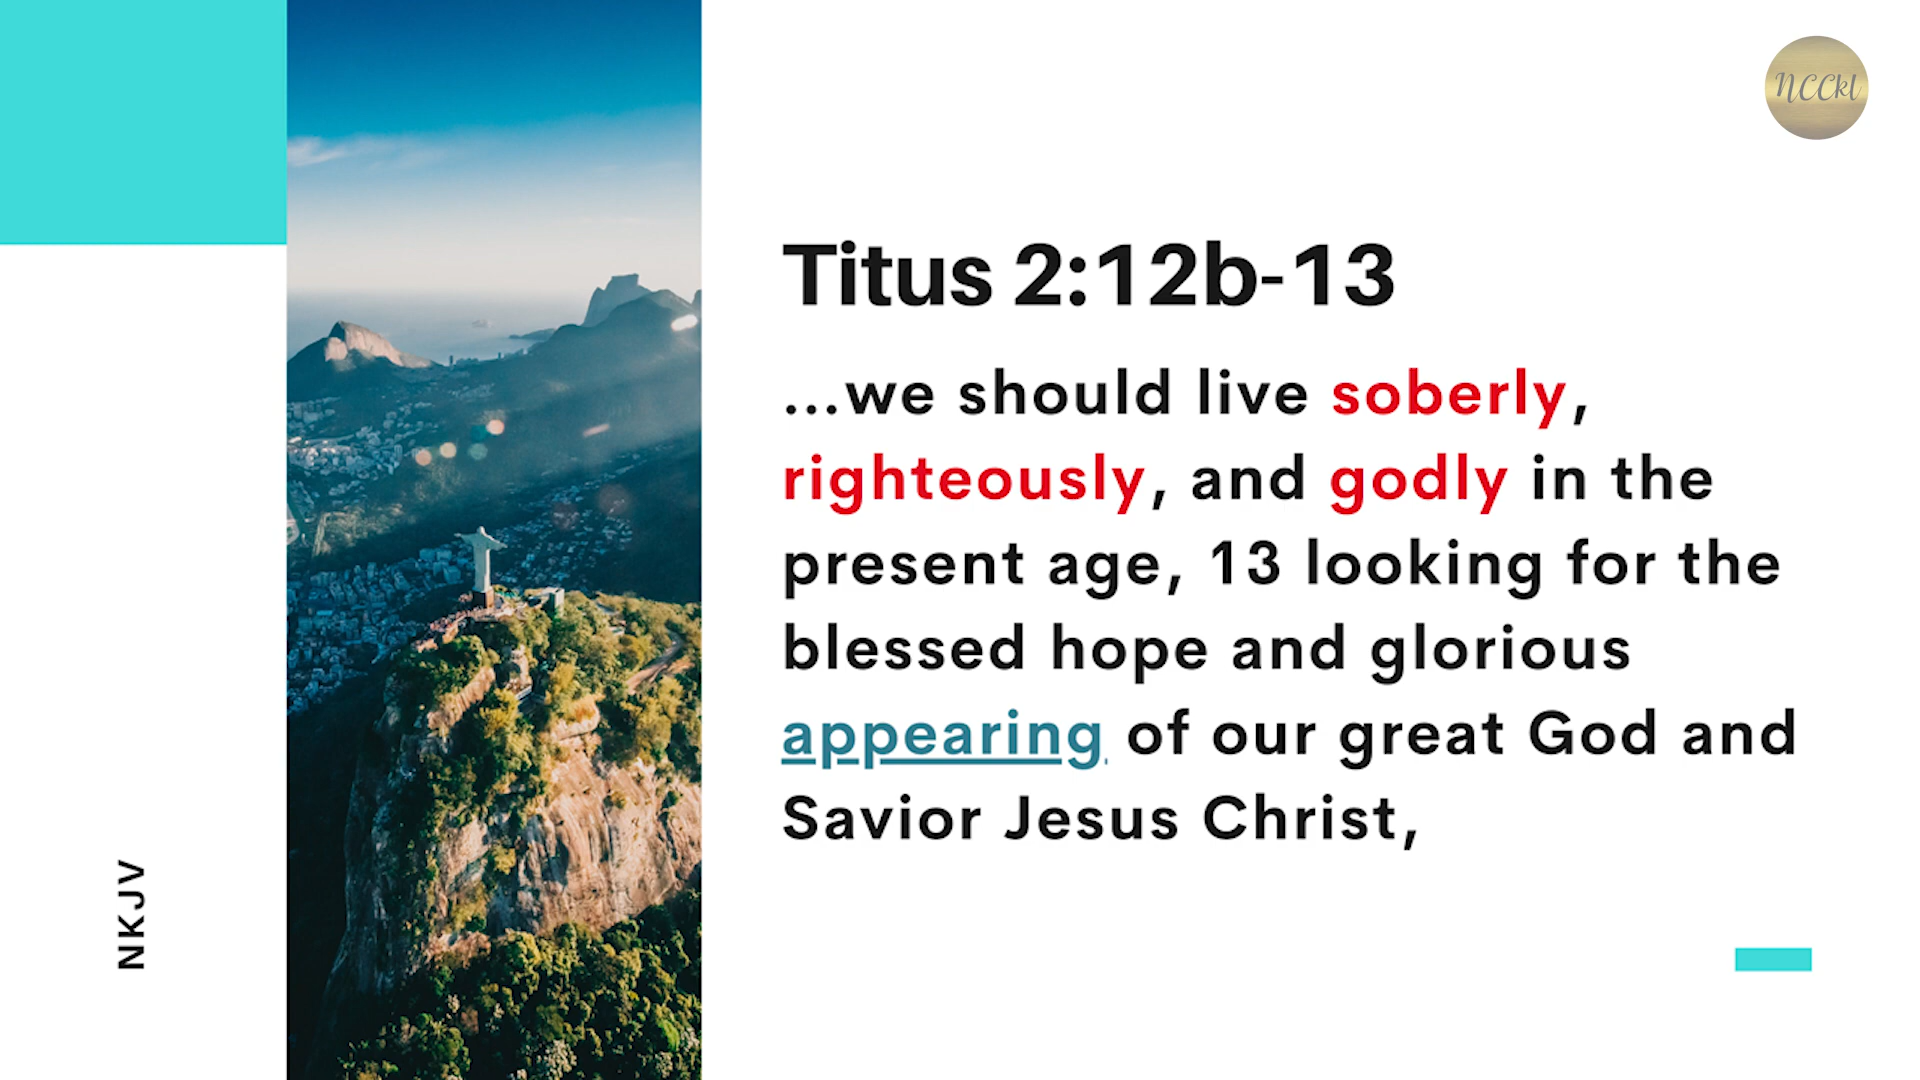 NCCkl
Titus 2:12b-13
...we should live soberly,
righteously, and godly in the
present age, 13 looking for the
blessed hope and glorious
appearing of our great God and
Savior Jesus Christ,
NKJV